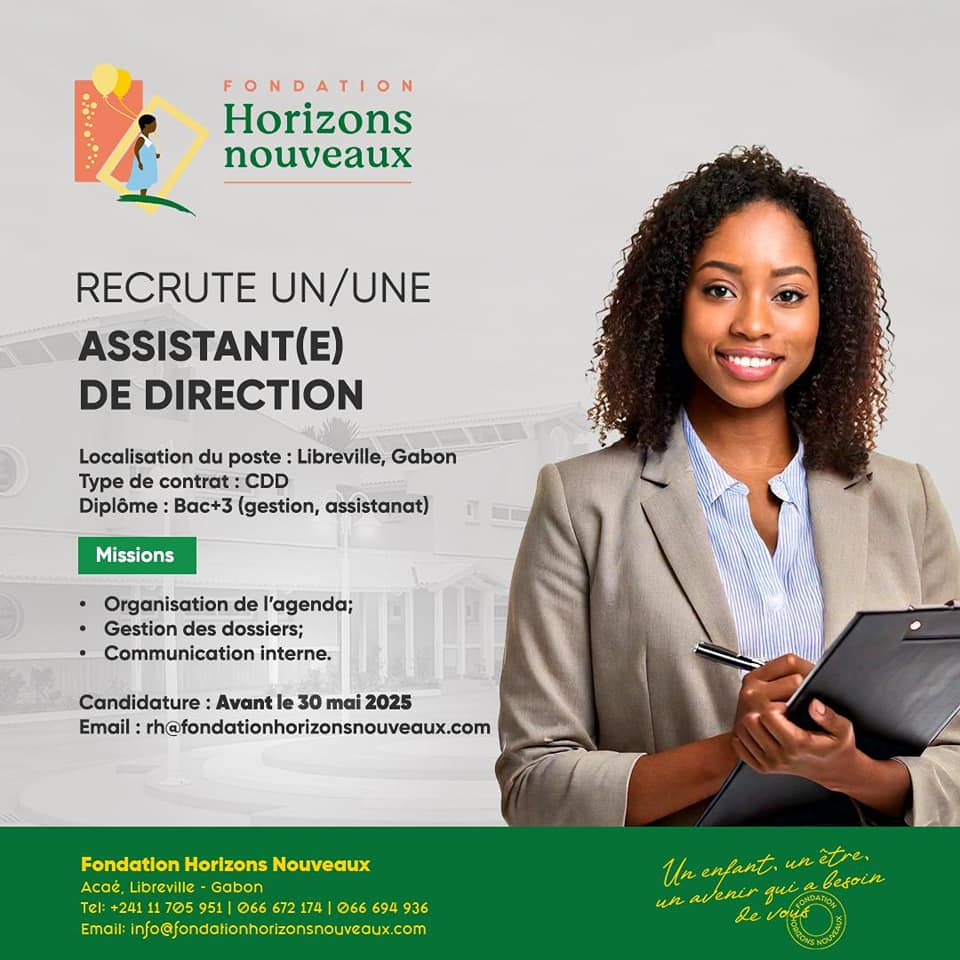 FONDATION
Horizons
nouveaux
RECRUTE UN/UNE
ASSISTANT(E)
DE DIRECTION
Localisation du poste : Libreville, Gabon
Type de contrat : CDD
Diplôme : Bac+3 (gestion, assistanat)
Missions
• Organisation de l'agenda;
• Gestion des dossiers;
• Communication interne.
Candidature : Avant le 30 mai 2025
Email : rh@fondationhorizonsnouveaux.com
Fondation Horizons Nouveaux
Acaé, Libreville - Gabon
Tel: +241 11 705 951 | 066 672 174 | 066 694 936
Email: info@fondationhorizonsnouveaux.com
Un enfant, un être,
un avenir qui a besoin
de vous
FONDATION
HORIZONS NOUVEAUX